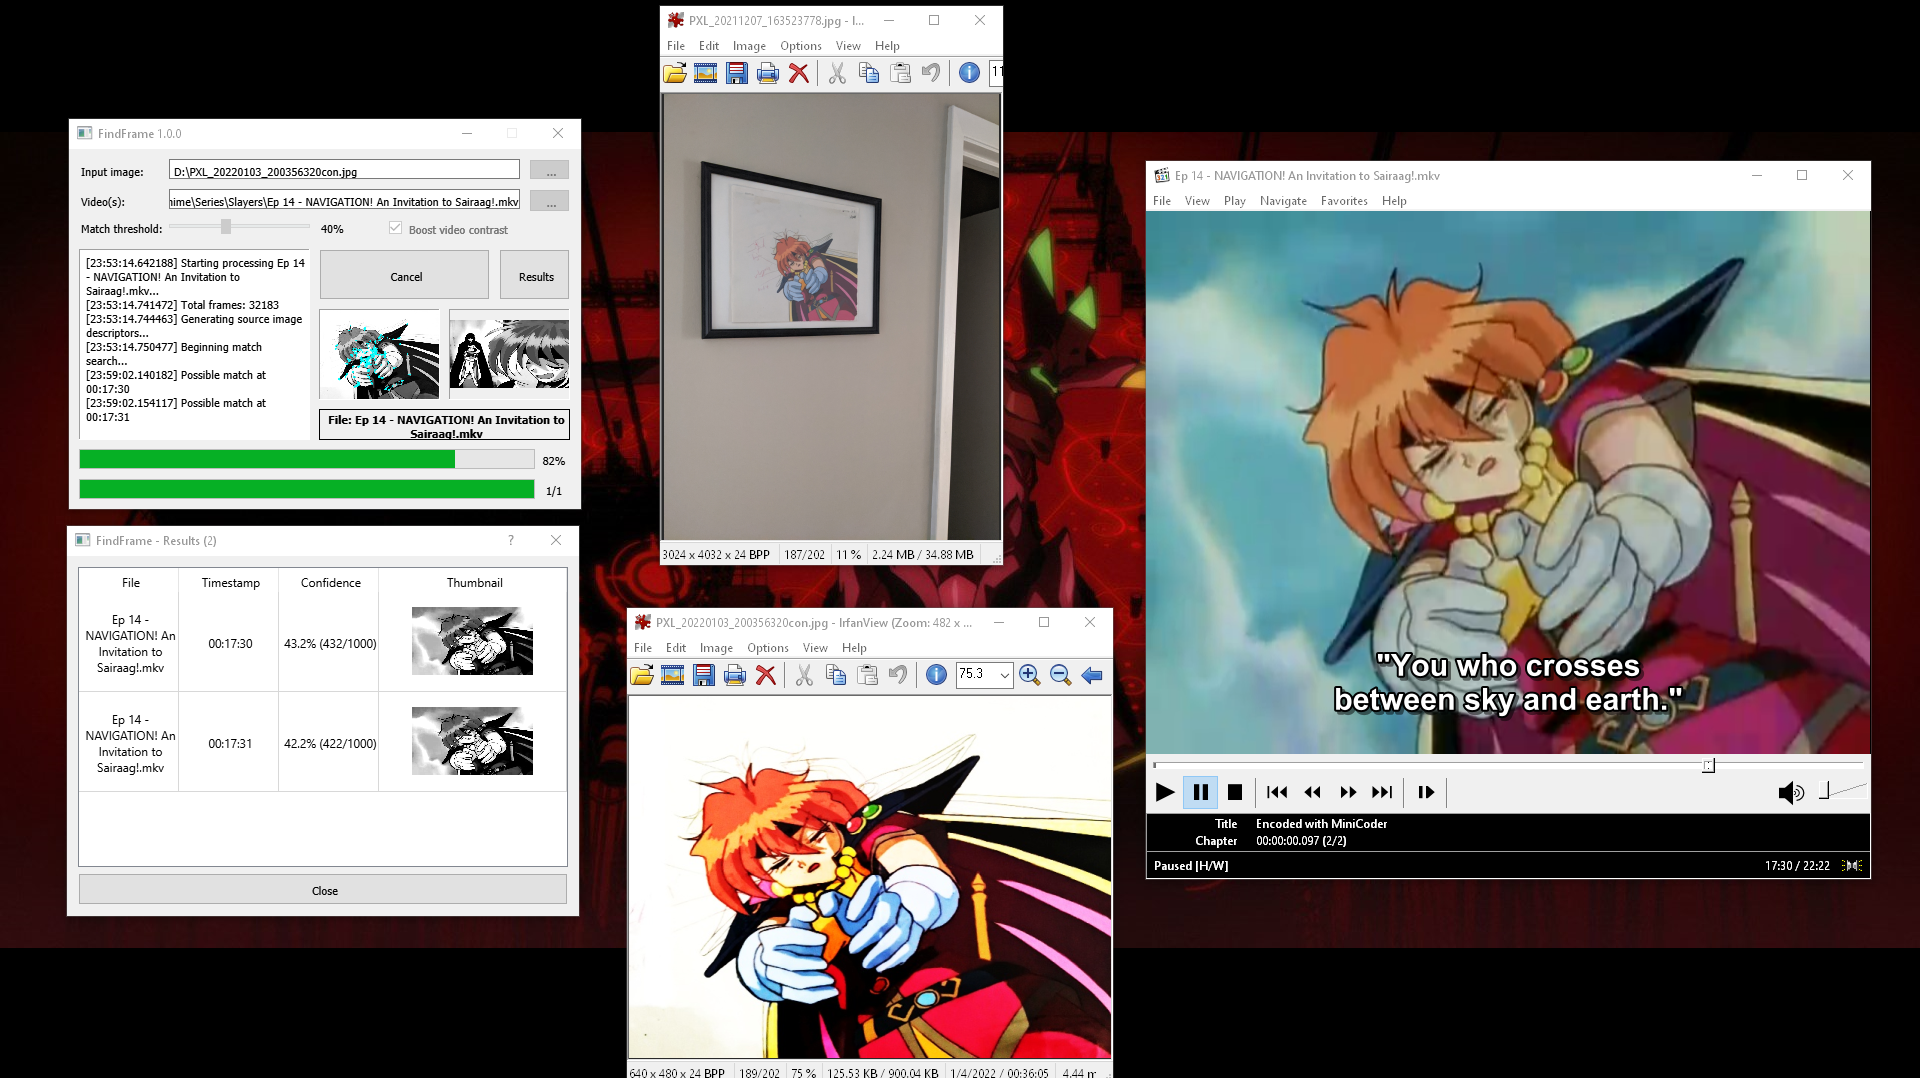 FindFrame 1.0.0
Input image:
D:\PXL_20220103_200356320con.jpg
...
Video(s):
nime\Series\Slayers\Ep 14 - NAVIGATION! An Invitation to Sairaag!.mkv
...
Match threshold:
40%
Boost video contrast
[23:53:14.642188] Starting processing Ep 14
- NAVIGATION! An Invitation to
Sairaag!.mkv...
[23:53:14.741472] Total frames: 32183
[23:53:14.744463] Generating source image
descriptors...
[23:53:14.750477] Beginning match
search...
[23:59:02.140182] Possible match at
00:17:30
[23:59:02.154117] Possible match at
00:17:31
Cancel
Results
File: Ep 14 - NAVIGATION! An Invitation to
Sairaag!.mkv
82%
1/1
FindFrame - Results (2)
?
File Timestamp Confidence Thumbnail
Ep 14 -
NAVIGATION! An
Invitation to
Sairaag!.mkv
00:17:30
43.2% (432/1000)
Ep 14 -
NAVIGATION! An
Invitation to
Sairaag!.mkv
00:17:31
42.2% (422/1000)
Close
PXL_20211207_163523778.jpg - I...
File Edit Image Options View Help
11
3024 x 4032 x 24 BPP 187/202 11 % 2.24 MB / 34.88 MB
PXL_20220103_200356320con.jpg - IrfanView (Zoom: 482 x ...
File Edit Image Options View Help
75.3
640 x 480 x 24 BPP 189/202 75 % 125.53 KB / 900.04 KB 1/4/2022 / 00:36:05 4.44 m
Ep 14 - NAVIGATION! An Invitation to Sairaag!.mkv
File View Play Navigate Favorites Help
"You who crosses
between sky and earth."
Title Encoded with MiniCoder
Chapter 00:00:00.097 (2/2)
Paused [H/W]
17:30 / 22:22